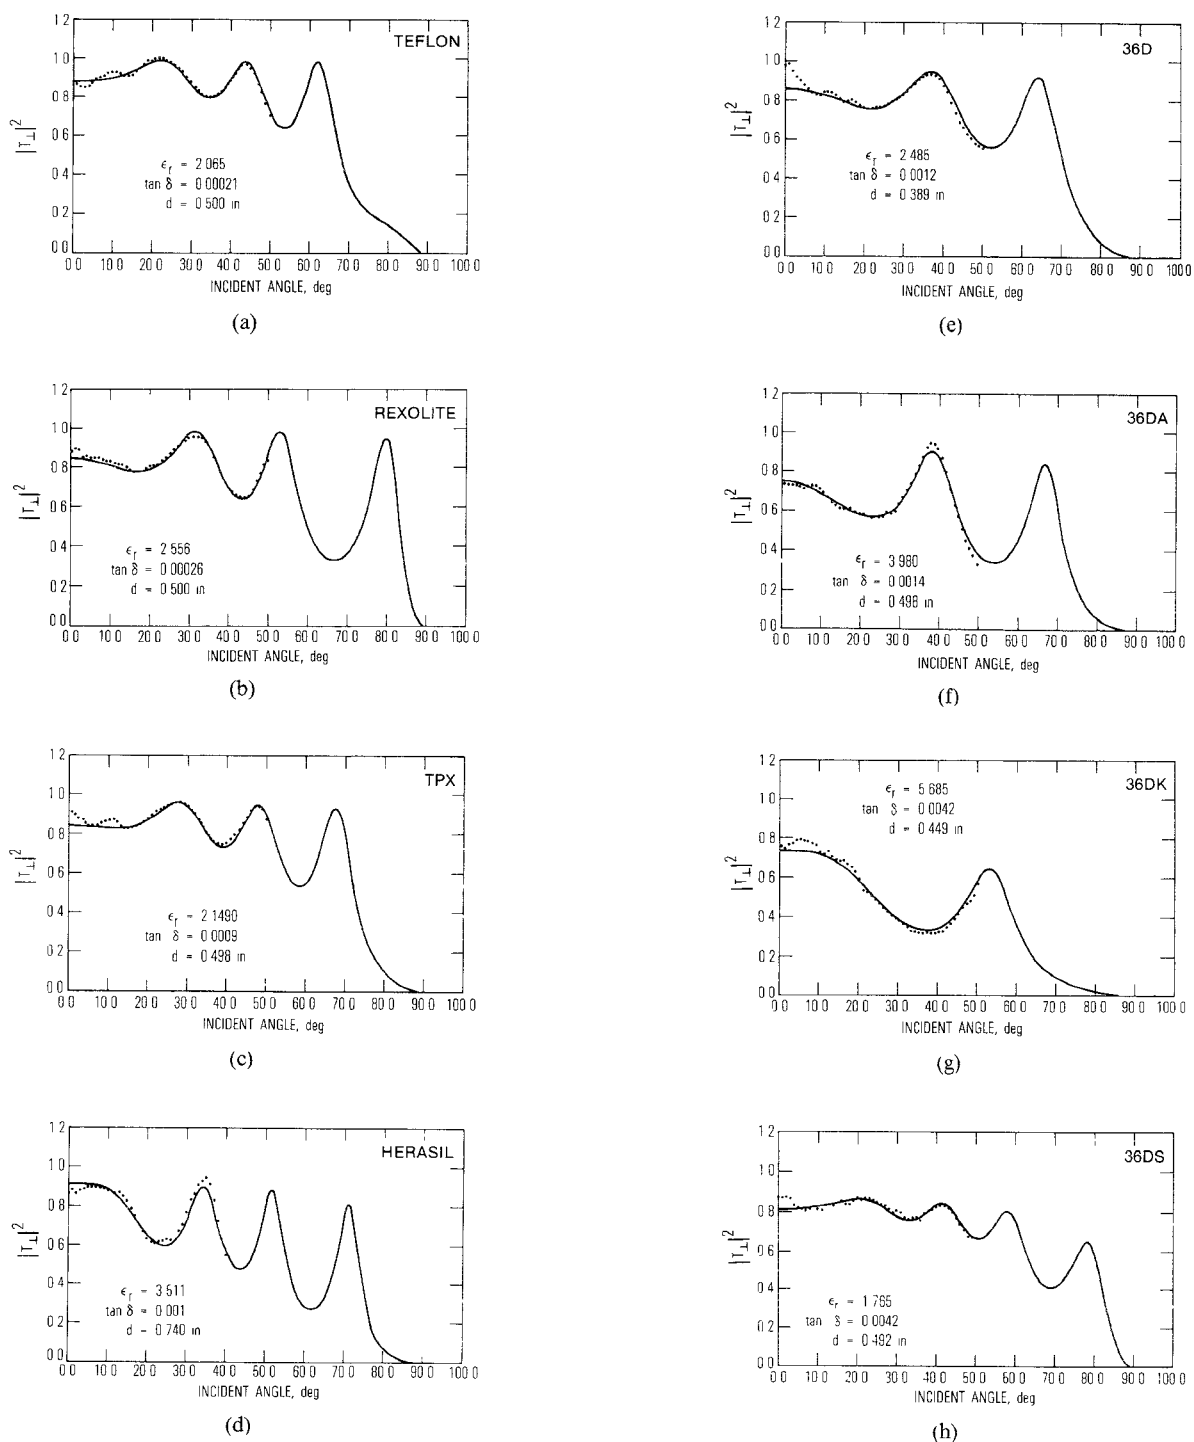 TEFLON
1 2
1 0
0 8
0 6
0 4
0 2
0 0
|T⊥|²
ϵr = 2 065
tan δ = 0 00021
d = 0 500 in
0 0 10 0 20 0 30 0 40 0 50 0 60 0 70 0 80 0 90 0 100 0
INCIDENT ANGLE, deg
(a)
REXOLITE
1 2
1 0
0 8
0 6
0 4
0 2
0 0
|T⊥|²
ϵr = 2 556
tan δ = 0 00026
d = 0 500 in
0 0 10 0 20 0 30 0 40 0 50 0 60 0 70 0 80 0 90 0 100 0
INCIDENT ANGLE, deg
(b)
TPX
1 2
1 0
0 8
0 6
0 4
0 2
0 0
|T⊥|²
ϵr = 2 1490
tan δ = 0 0009
d = 0 498 in
0 0 10 0 20 0 30 0 40 0 50 0 60 0 70 0 80 0 90 0 100 0
INCIDENT ANGLE, deg
(c)
HERASIL
1 2
1 0
0 8
0 6
0 4
0 2
0 0
|T⊥|²
ϵr = 3 511
tan δ = 0 001
d = 0 740 in
0 0 10 0 20 0 30 0 40 0 50 0 60 0 70 0 80 0 90 0 100 0
INCIDENT ANGLE, deg
(d)
36D
1 2
1 0
0 8
0 6
0 4
0 2
0 0
|T⊥|²
ϵr = 2 485
tan δ = 0 0012
d = 0 389 in
0 0 10 0 20 0 30 0 40 0 50 0 60 0 70 0 80 0 90 0 100 0
INCIDENT ANGLE, deg
(e)
36DA
1 2
1 0
0 8
0 6
0 4
0 2
0 0
|T⊥|²
ϵr = 3 980
tan δ = 0 0014
d = 0 498 in
0 0 10 0 20 0 30 0 40 0 50 0 60 0 70 0 80 0 90 0 100 0
INCIDENT ANGLE, deg
(f)
36DK
1 2
1 0
0 8
0 6
0 4
0 2
0 0
|T⊥|²
ϵr = 5 685
tan δ = 0 0042
d = 0 449 in
0 0 10 0 20 0 30 0 40 0 50 0 60 0 70 0 80 0 90 0 100 0
INCIDENT ANGLE, deg
(g)
36DS
1 2
1 0
0 8
0 6
0 4
0 2
0 0
|T⊥|²
ϵr = 1 765
tan δ = 0 0042
d = 0 492 in
0 0 10 0 20 0 30 0 40 0 50 0 60 0 70 0 80 0 90 0 100 0
INCIDENT ANGLE, deg
(h)